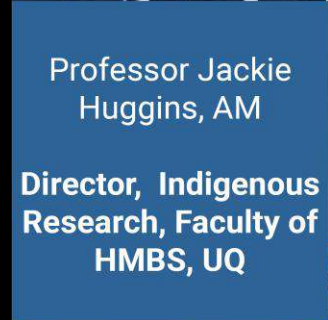 Professor Jackie
Huggins, AM
Director, Indigenous
Research, Faculty of
HMBS, UQ